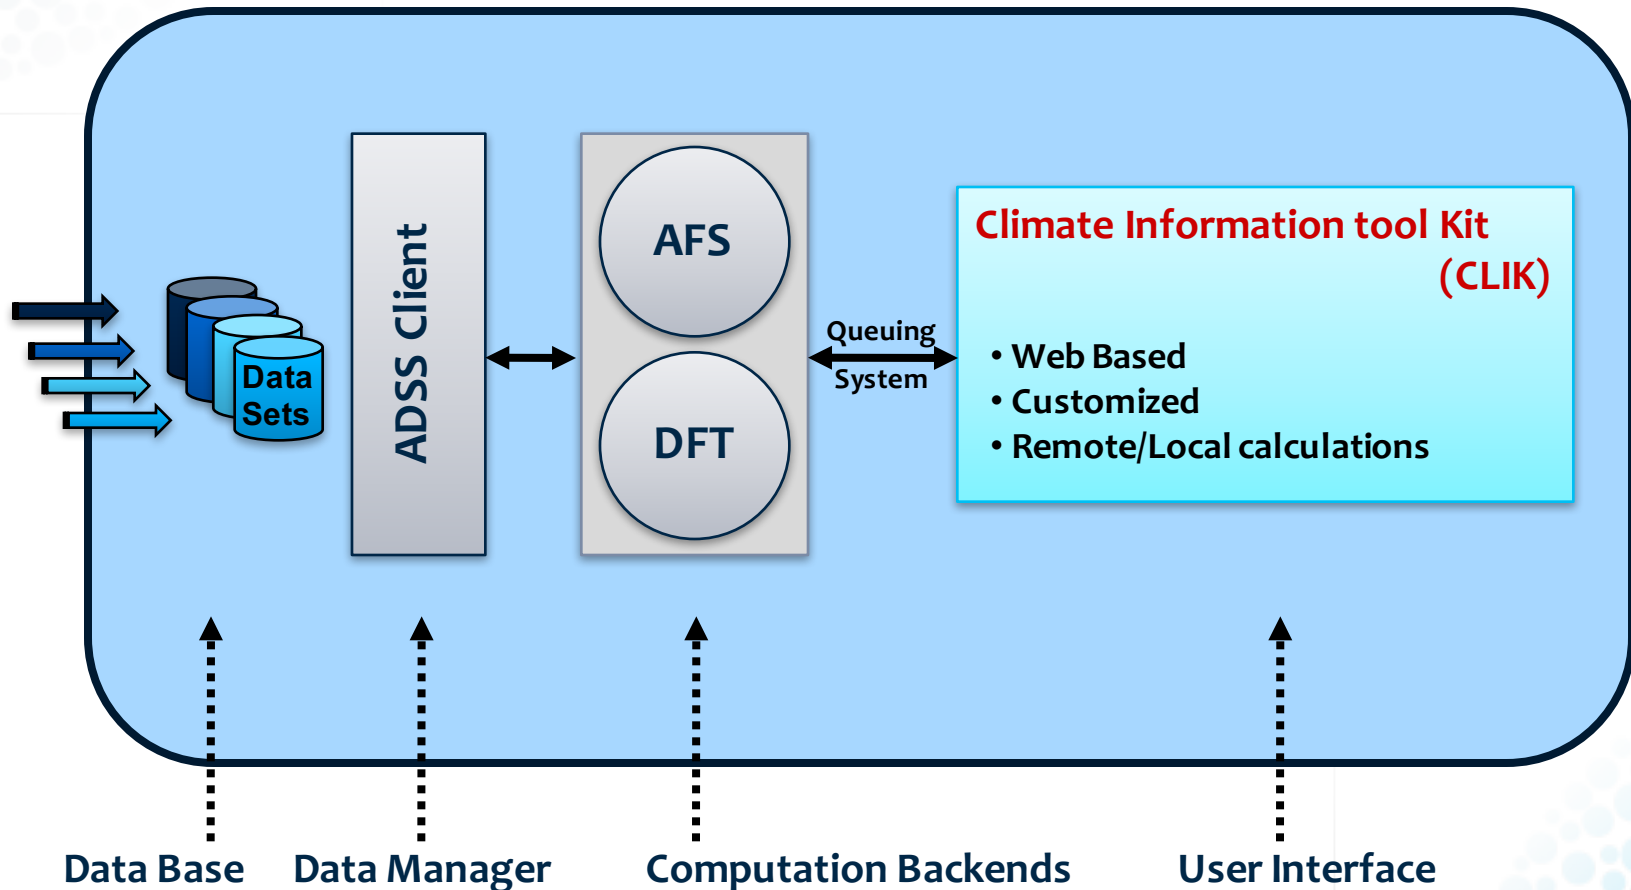 Data
Sets
ADSS Client
AFS
DFT
Queuing
System
Climate Information tool Kit
(CLIK)
• Web Based
• Customized
• Remote/Local calculations
Data Base
Data Manager
Computation Backends
User Interface